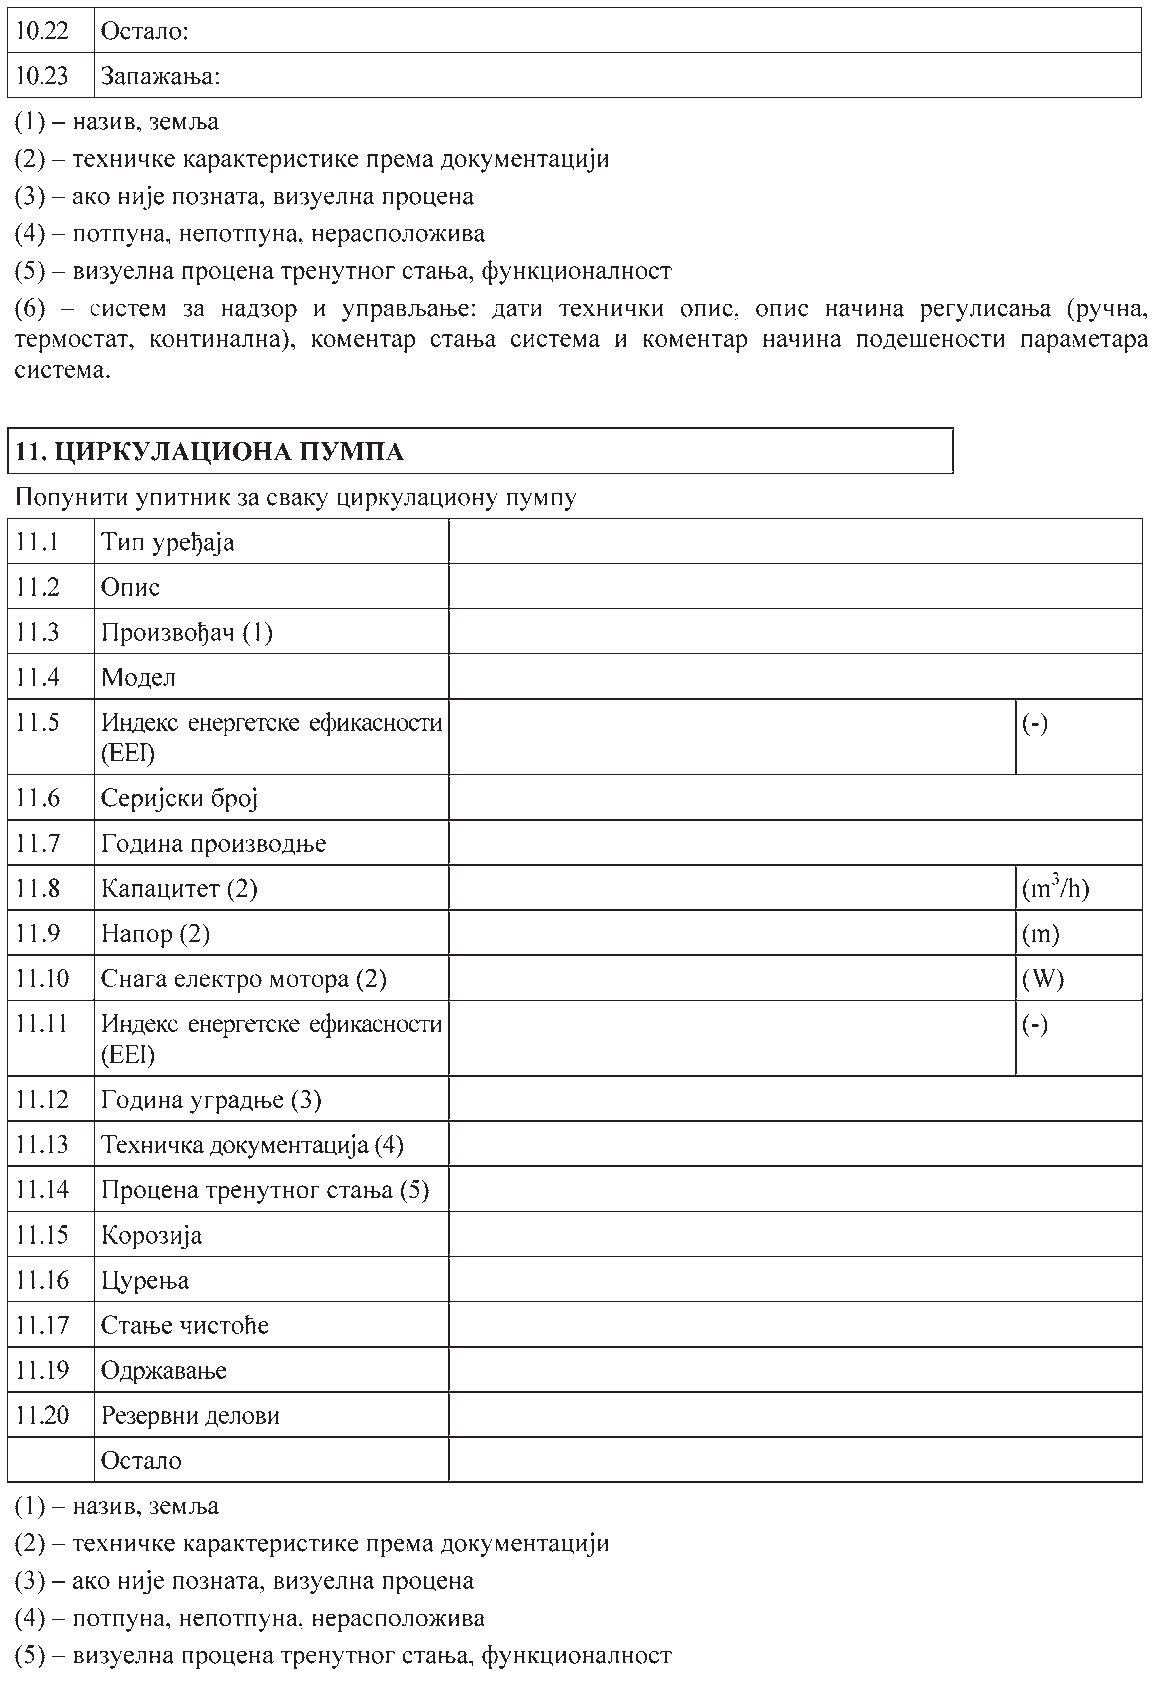 10.22 Остало:
10.23 Запажања:
(1) – назив, земља
(2) – техничке карактеристике према документацији
(3) – ако није позната, визуелна процена
(4) – потпуна, непотпуна, нерасположива
(5) – визуелна процена тренутног стања, функционалност
(6) – систем за надзор и управљање: дати технички опис, опис начина регулисања (ручна,
термостат, континална), коментар стања система и коментар начина подешености параметара
система.
11. ЦИРКУЛАЦИОНА ПУМПА
Попунити упитник за сваку циркулациону пумпу
11.1 Тип уређаја
11.2 Опис
11.3 Произвођач (1)
11.4 Модел
11.5 Индекс енергетске ефикасности (-)
(EEI)
11.6 Серијски број
11.7 Година производње
11.8 Капацитет (2) (m³/h)
11.9 Напор (2) (m)
11.10 Снага електро мотора (2) (W)
11.11 Индекс енергетске ефикасности (-)
(EEI)
11.12 Година уградње (3)
11.13 Техничка документација (4)
11.14 Процена тренутног стања (5)
11.15 Корозија
11.16 Цурења
11.17 Стање чистоће
11.19 Одржавање
11.20 Резервни делови
Остало
(1) – назив, земља
(2) – техничке карактеристике према документацији
(3) – ако није позната, визуелна процена
(4) – потпуна, непотпуна, нерасположива
(5) – визуелна процена тренутног стања, функционалност